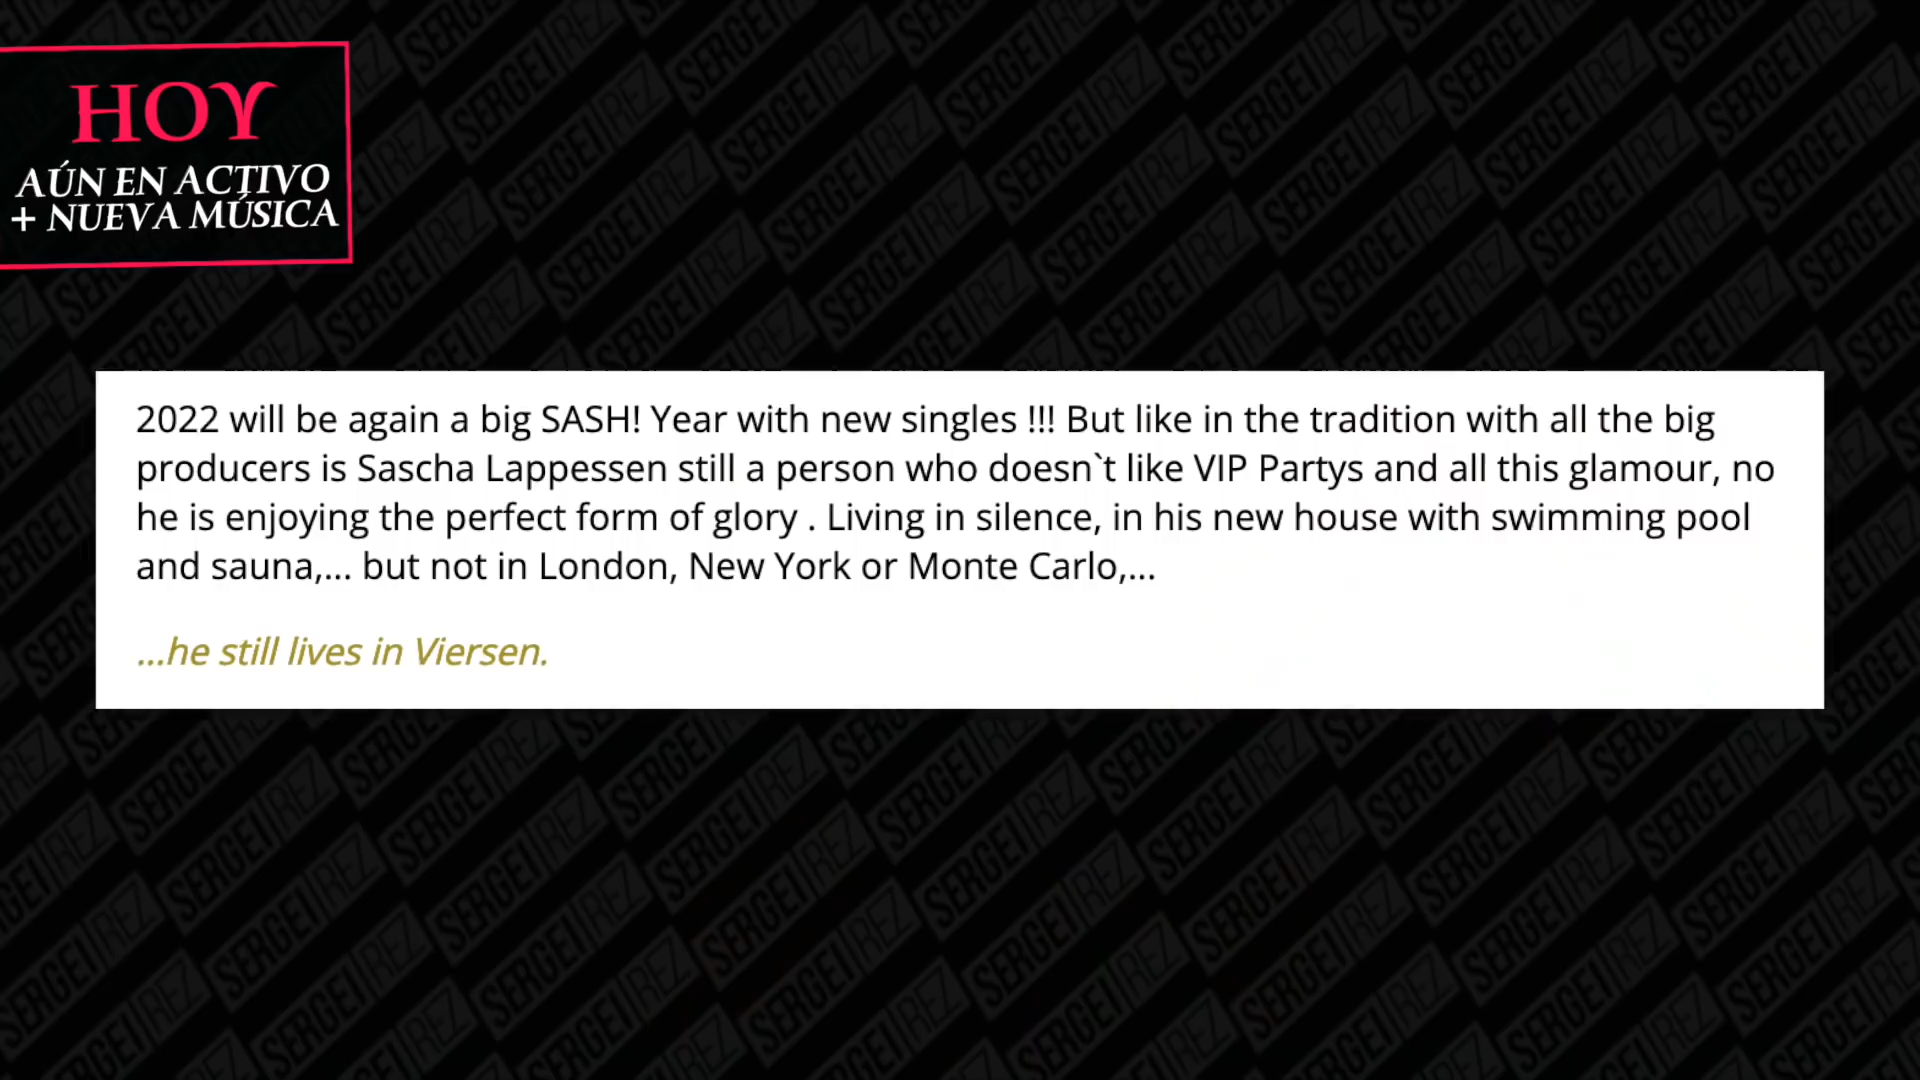 HOY
AÚN EN ACTIVO
+ NUEVA MÚSICA
2022 will be again a big SASH! Year with new singles !!! But like in the tradition with all the big
producers is Sascha Lappessen still a person who doesn`t like VIP Partys and all this glamour, no
he is enjoying the perfect form of glory . Living in silence, in his new house with swimming pool
and sauna,... but not in London, New York or Monte Carlo,...
...he still lives in Viersen.
SERGEI REZ